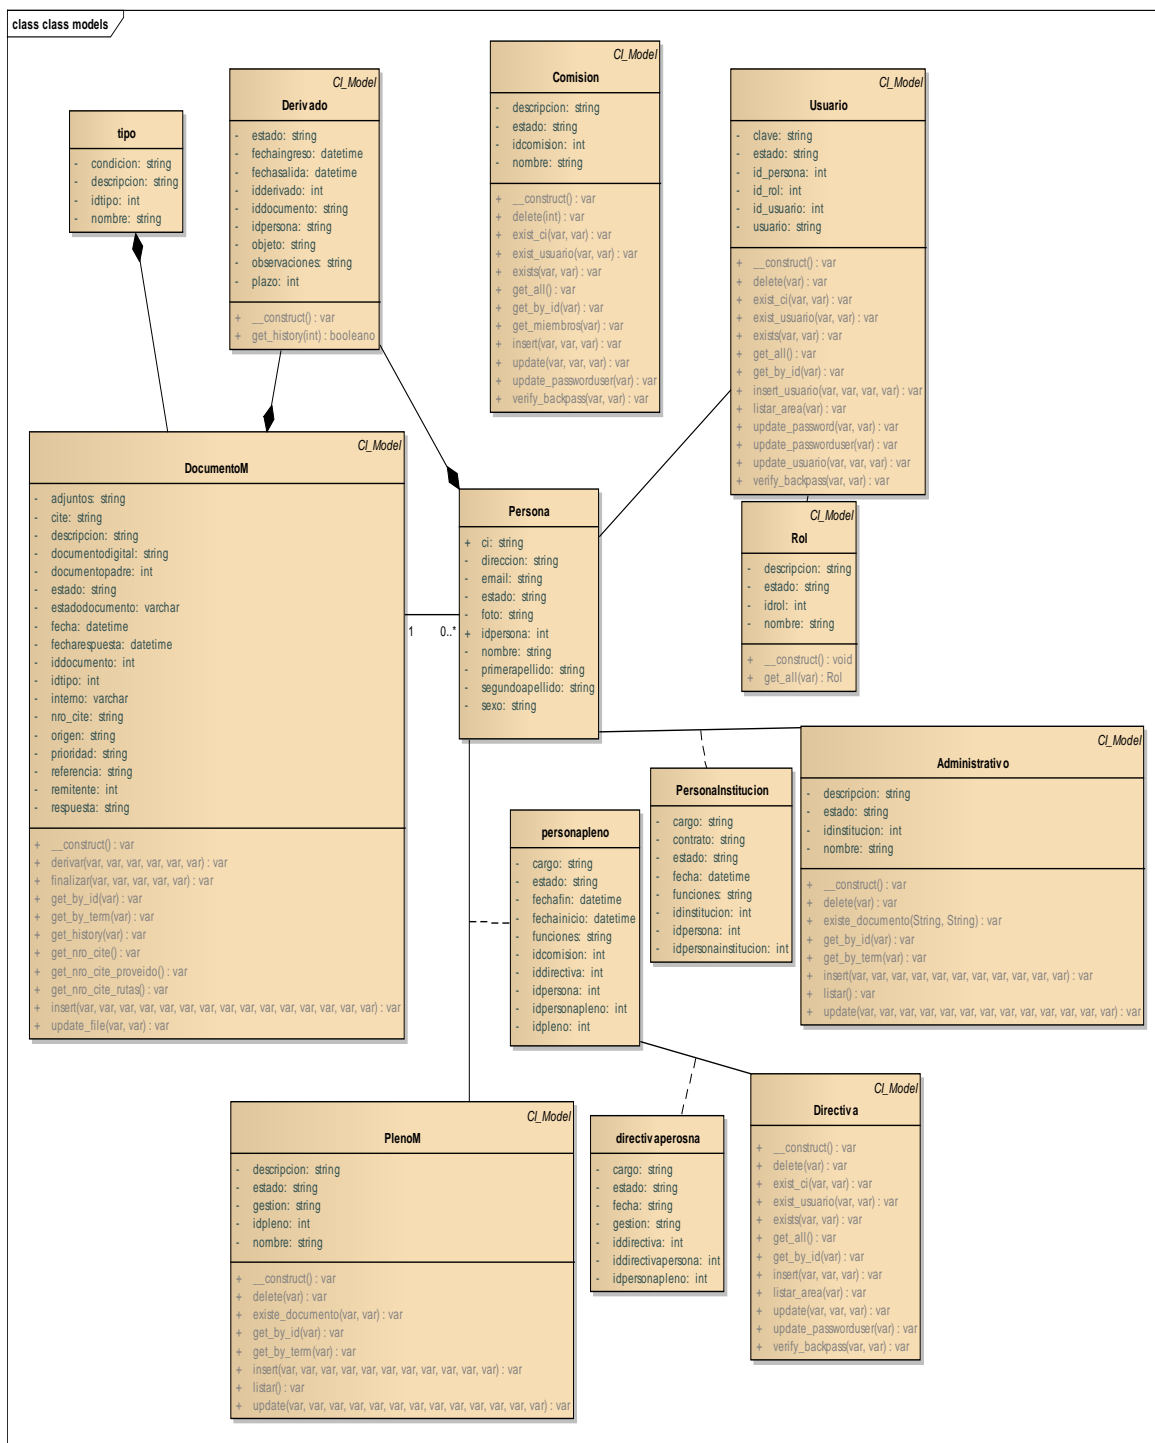 class class models
CI_Model
Derivado
- estado: string
- fechaingreso: datetime
- fechasalida: datetime
- idderivado: int
- iddocumento: string
- idpersona: string
- objeto: string
- observaciones: string
- plazo: int
+ __construct() : var
+ get_history(int) : booleano
CI_Model
Comision
- descripcion: string
- estado: string
- idcomision: int
- nombre: string
+ __construct() : var
+ delete(int) : var
+ exist_ci(var, var) : var
+ exist_usuario(var, var) : var
+ exists(var, var) : var
+ get_all() : var
+ get_by_id(var) : var
+ get_miembros(var) : var
+ insert(var, var, var) : var
+ update(var, var, var) : var
+ update_passworduser(var) : var
+ verify_backpass(var, var) : var
CI_Model
Usuario
- clave: string
- estado: string
- id_persona: int
- id_rol: int
- id_usuario: int
- usuario: string
+ __construct() : var
+ delete(var) : var
+ exist_ci(var, var) : var
+ exist_usuario(var, var) : var
+ exists(var, var) : var
+ get_all() : var
+ get_by_id(var) : var
+ insert_usuario(var, var, var, var) : var
+ listar_area(var) : var
+ update_password(var, var) : var
+ update_passworduser(var) : var
+ update_usuario(var, var, var) : var
+ verify_backpass(var, var) : var
tipo
- condicion: string
- descripcion: string
- idtipo: int
- nombre: string
CI_Model
DocumentoM
- adjuntos: string
- cite: string
- descripcion: string
- documentodigital: string
- documentopadre: int
- estado: string
- estadodocumento: varchar
- fecha: datetime
- fecharespuesta: datetime
- iddocumento: int
- idtipo: int
- interno: varchar
- nro_cite: string
- origen: string
- prioridad: string
- referencia: string
- remitente: int
- respuesta: string
+ __construct() : var
+ derivar(var, var, var, var, var, var) : var
+ finalizar(var, var, var, var, var) : var
+ get_by_id(var) : var
+ get_by_term(var) : var
+ get_history(var) : var
+ get_nro_cite() : var
+ get_nro_cite_proveido() : var
+ get_nro_cite_rutas() : var
+ insert(var, var, var, var, var, var, var, var, var, var, var, var, var, var) : var
+ update_file(var, var) : var
1
0..*
Persona
+ ci: string
- direccion: string
- email: string
- estado: string
- foto: string
+ idpersona: int
- nombre: string
- primerapellido: string
- segundoapellido: string
- sexo: string
CI_Model
Rol
- descripcion: string
- estado: string
- idrol: int
- nombre: string
+ __construct() : void
+ get_all(var) : Rol
CI_Model
Administrativo
- descripcion: string
- estado: string
- idinstitucion: int
- nombre: string
+ __construct() : var
+ delete(var) : var
+ existe_documento(String, String) : var
+ get_by_id(var) : var
+ get_by_term(var) : var
+ insert(var, var, var, var, var, var, var, var, var, var) : var
+ listar() : var
+ update(var, var, var, var, var, var, var, var, var, var, var) : var
PersonaInstitucion
- cargo: string
- contrato: string
- estado: string
- fecha: datetime
- funciones: string
- idinstitucion: int
- idpersona: int
- idpersonainstitucion: int
personapleno
- cargo: string
- estado: string
- fechafin: datetime
- fechainicio: datetime
- funciones: string
- idcomision: int
- iddirectiva: int
- idpersona: int
- idpersonapleno: int
- idpleno: int
CI_Model
PlenoM
- descripcion: string
- estado: string
- gestion: string
- idpleno: int
- nombre: string
+ __construct() : var
+ delete(var) : var
+ existe_documento(var, var) : var
+ get_by_id(var) : var
+ get_by_term(var) : var
+ insert(var, var, var, var, var, var, var, var, var, var) : var
+ listar() : var
+ update(var, var, var, var, var, var, var, var, var, var, var) : var
directivaperosna
- cargo: string
- estado: string
- fecha: string
- gestion: string
- iddirectiva: int
- iddirectivapersona: int
- idpersonapleno: int
CI_Model
Directiva
+ __construct() : var
+ delete(var) : var
+ exist_ci(var, var) : var
+ exist_usuario(var, var) : var
+ exists(var, var) : var
+ get_all() : var
+ get_by_id(var) : var
+ insert(var, var, var) : var
+ listar_area(var) : var
+ update(var, var, var) : var
+ update_passworduser(var) : var
+ verify_backpass(var, var) : var